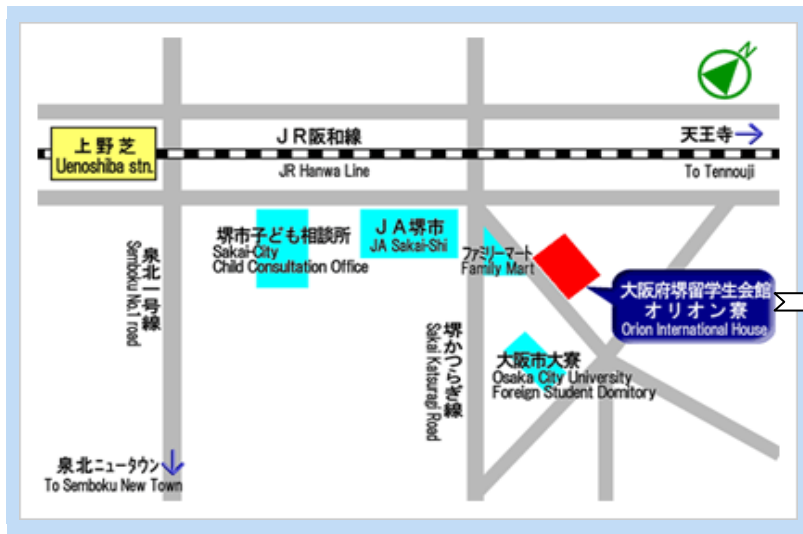 N
上野芝
Uenoshiba stn.
JR阪和線
JR Hanwa Line
天王寺→
To Tennouji
堺市子ども相談所
Sakai-City
Child Consultation Office
JA堺市
JA Sakai-Shi
ファミリーマート
Family Mart
大阪府堺留学生会館
オリオン寮
Orion International House
泉北一号線
Semboku No.1 road
堺かつらぎ線
Sakai Katsuragi Road
大阪市大寮
Osaka City University
Foreign Student Domitory
泉北ニュータウン↓
To Semboku New Town